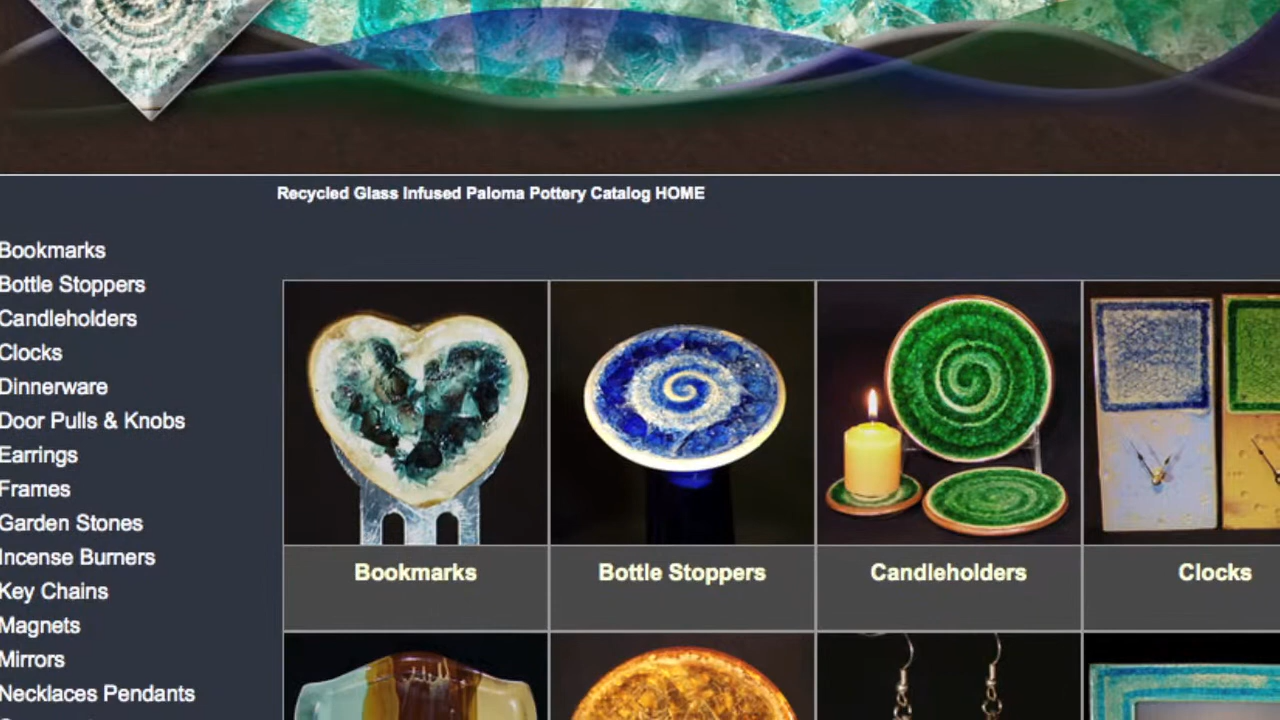 Recycled Glass Infused Paloma Pottery Catalog HOME
Bookmarks
Bottle Stoppers
Candleholders
Clocks
Dinnerware
Door Pulls & Knobs
Earrings
Frames
Garden Stones
Incense Burners
Key Chains
Magnets
Mirrors
Necklaces Pendants
Bookmarks
Bottle Stoppers
Candleholders
Clocks